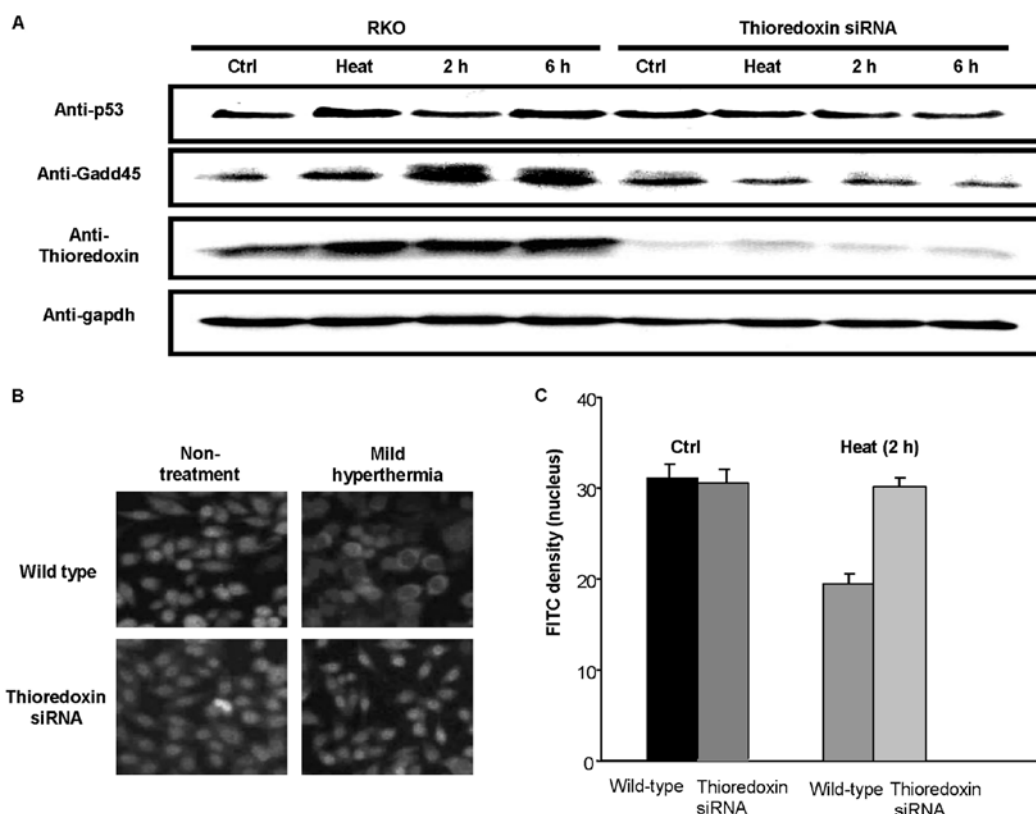 A
RKO
Thioredoxin siRNA
Ctrl Heat 2 h 6 h Ctrl Heat 2 h 6 h
Anti-p53
Anti-Gadd45
Anti-
Thioredoxin
Anti-gapdh
B
Non-
treatment
Mild
hyperthermia
Wild type
Thioredoxin
siRNA
C
40
30
20
10
0
FITC density (nucleus)
Ctrl
Heat (2 h)
Wild-type Thioredoxin
siRNA
Wild-type Thioredoxin
siRNA